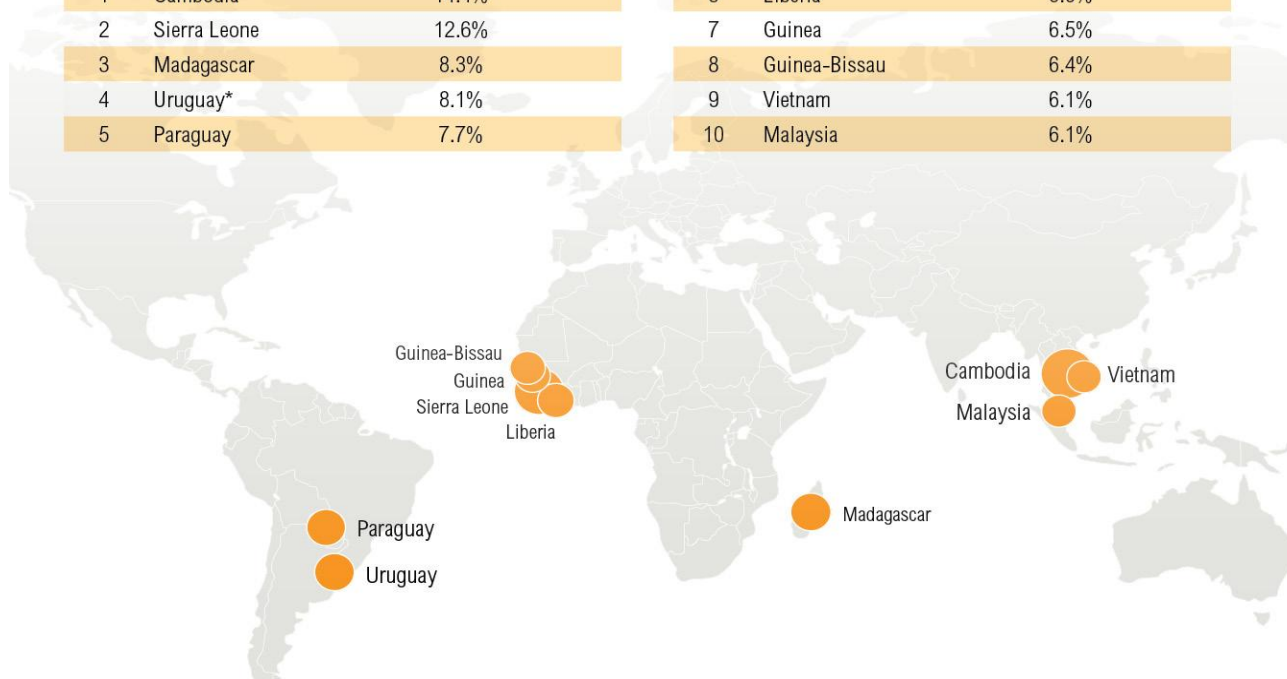 2 Sierra Leone 12.6% 7 Guinea 6.5%
3 Madagascar 8.3% 8 Guinea-Bissau 6.4%
4 Uruguay* 8.1% 9 Vietnam 6.1%
5 Paraguay 7.7% 10 Malaysia 6.1%
Guinea-Bissau
Guinea
Sierra Leone
Liberia
Cambodia
Vietnam
Malaysia
Madagascar
Paraguay
Uruguay